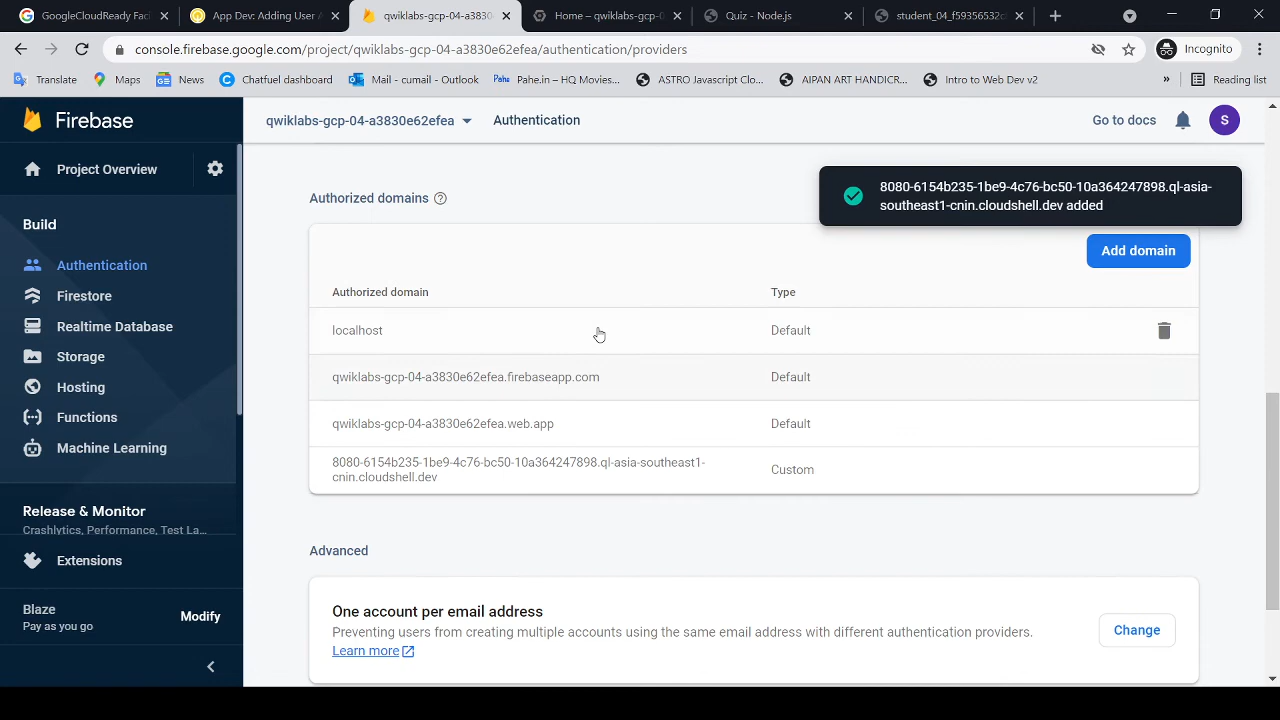 GoogleCloudReady Faci
App Dev: Adding User A
qwiklabs-gcp-04-a3830
Home – qwiklabs-gcp-0
Quiz - Node.js
student_04_f59356532c
console.firebase.google.com/project/qwiklabs-gcp-04-a3830e62efea/authentication/providers
Incognito
Translate
Maps
News
Chatfuel dashboard
Mail - cumail - Outlook
Pahe.in – HQ Movies...
ASTRO Javascript Clo...
AIPAN ART HANDICR...
Intro to Web Dev v2
»
Reading list
Firebase
qwiklabs-gcp-04-a3830e62efea
Authentication
Go to docs
S
Project Overview
Build
Authentication
Firestore
Realtime Database
Storage
Hosting
Functions
Machine Learning
Release & Monitor
Crashlytics, Performance, Test La...
Extensions
Blaze
Pay as you go
Modify
Authorized domains
8080-6154b235-1be9-4c76-bc50-10a364247898.ql-asia-
southeast1-cnin.cloudshell.dev added
Add domain
Authorized domain
Type
localhost
Default
qwiklabs-gcp-04-a3830e62efea.firebaseapp.com
Default
qwiklabs-gcp-04-a3830e62efea.web.app
Default
8080-6154b235-1be9-4c76-bc50-10a364247898.ql-asia-southeast1-
cnin.cloudshell.dev
Custom
Advanced
One account per email address
Preventing users from creating multiple accounts using the same email address with different authentication providers.
Learn more
Change